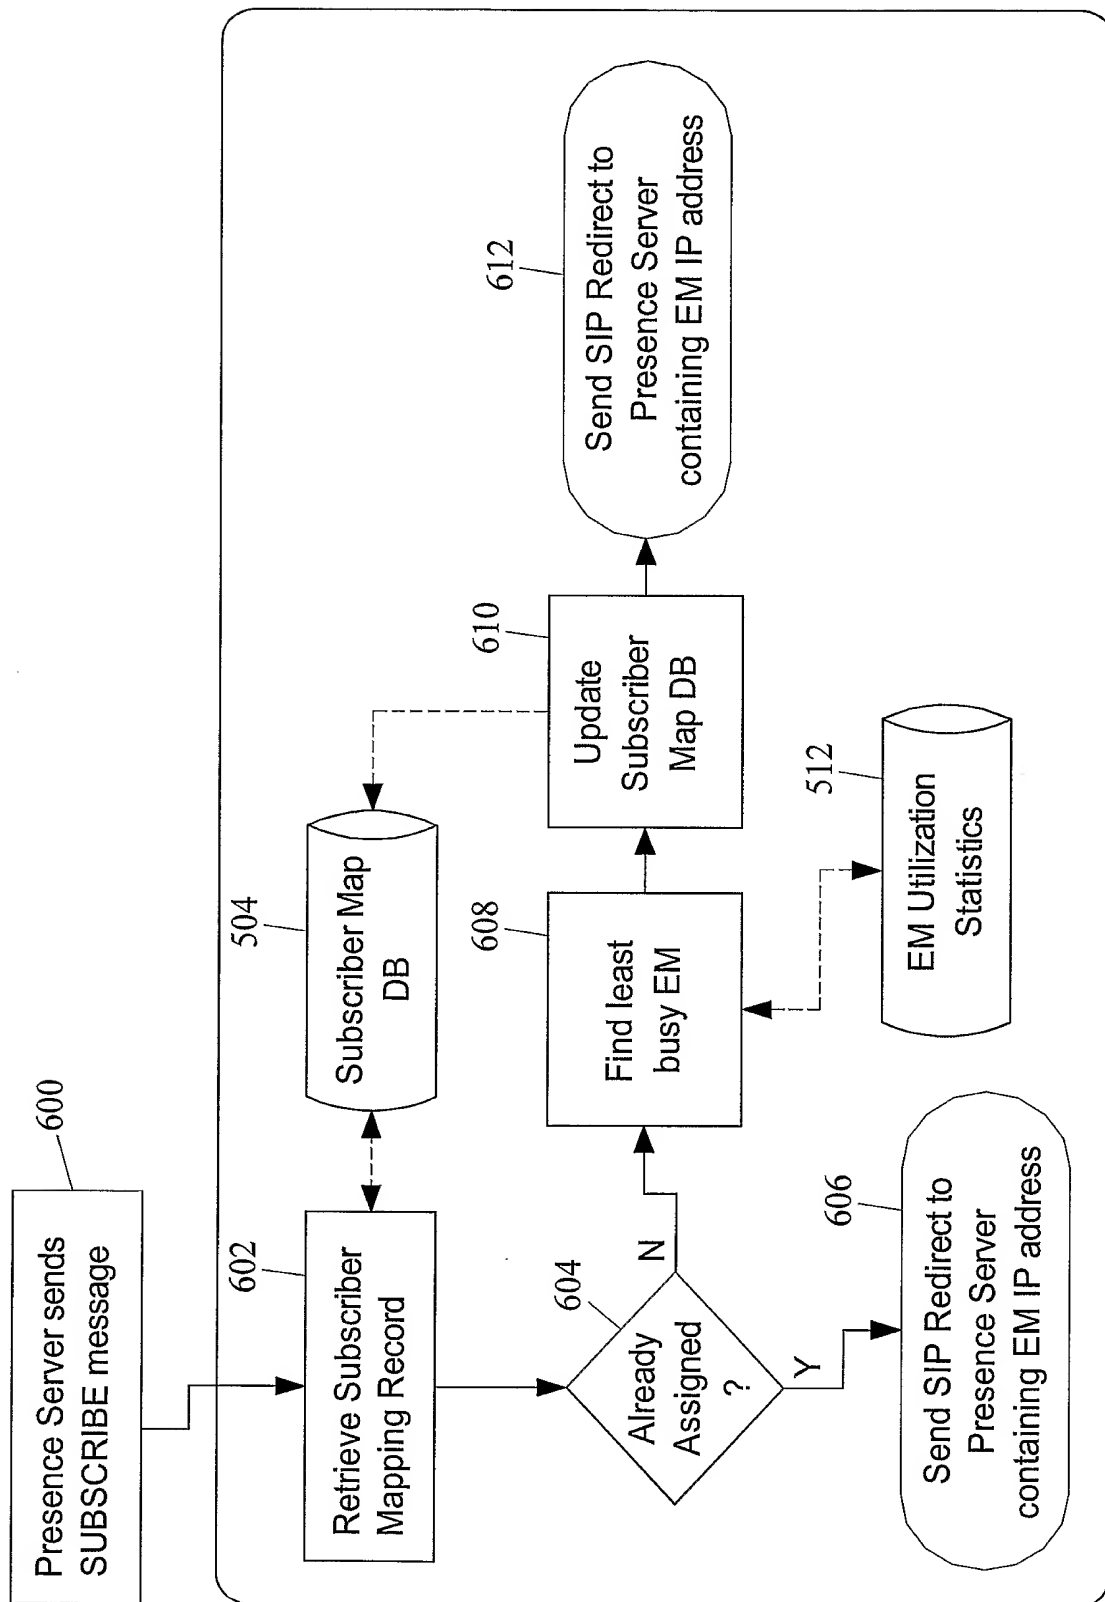 Presence Server sends
SUBSCRIBE message
600
Retrieve Subscriber
Mapping Record
602
Subscriber Map
DB
504
Already
Assigned
?
604
N
Y
Find least
busy EM
608
Update
Subscriber
Map DB
610
Send SIP Redirect to
Presence Server
containing EM IP address
612
Send SIP Redirect to
Presence Server
containing EM IP address
606
EM Utilization
Statistics
512